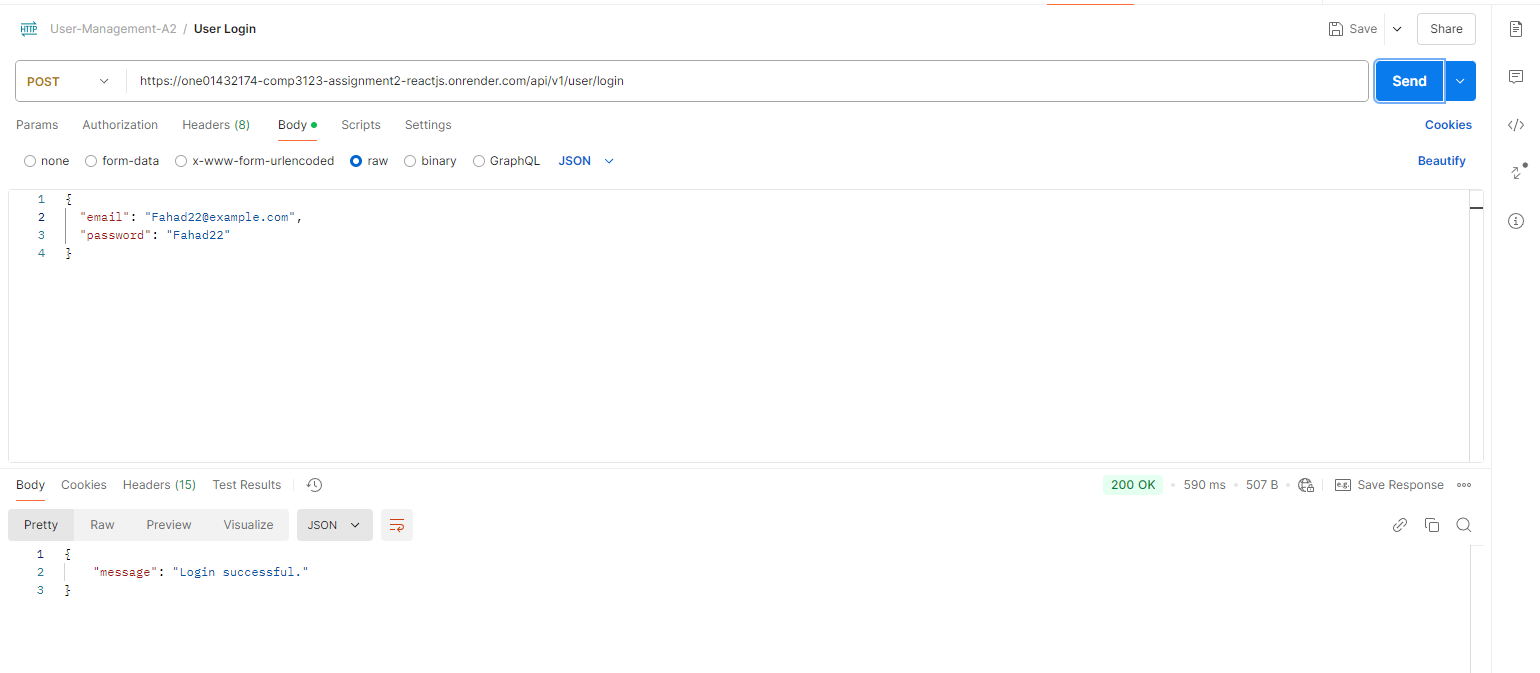 HTTP User-Management-A2 / User Login Save Share
POST https://one01432174-comp3123-assignment2-reactjs.onrender.com/api/v1/user/login Send
Params Authorization Headers (8) Body Scripts Settings Cookies
none form-data x-www-form-urlencoded raw binary GraphQL JSON Beautify
1 {
2 "email": "Fahad22@example.com",
3 "password": "Fahad22"
4 }
Body Cookies Headers (15) Test Results 200 OK 590 ms 507 B e.g. Save Response
Pretty Raw Preview Visualize JSON
1 {
2 "message": "Login successful."
3 }